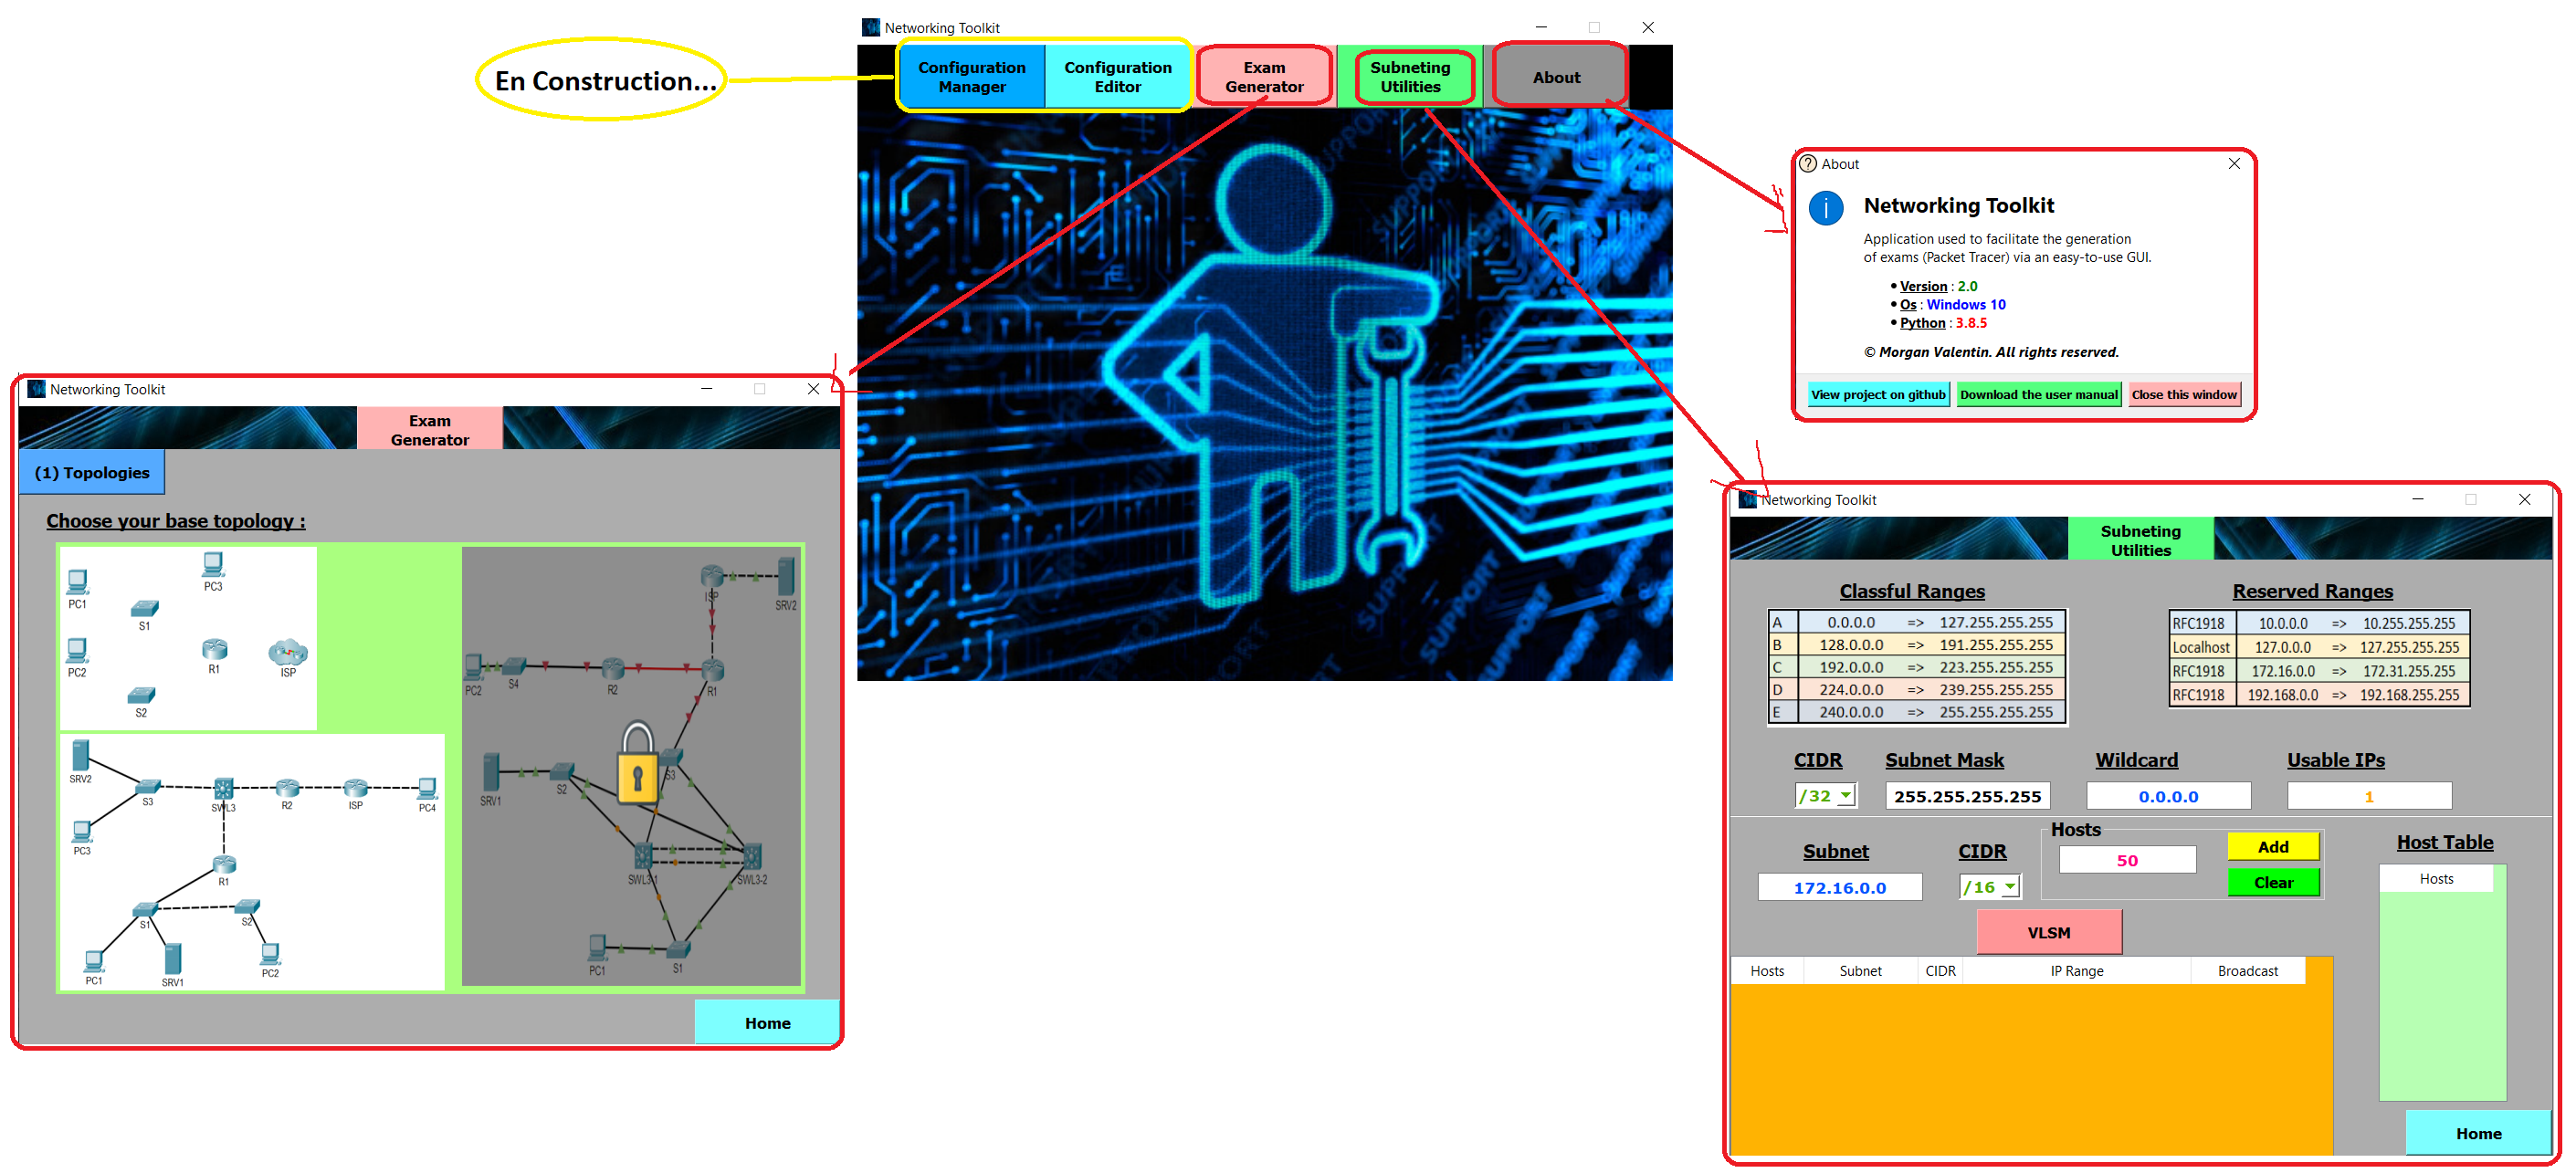 Networking Toolkit
En Construction...
Configuration Manager
Configuration Editor
Exam Generator
Subneting Utilities
About
SUPPORT
SUPPORT
SUPPORT
SUPPORT
About
Networking Toolkit
Application used to facilitate the generation
of exams (Packet Tracer) via an easy-to-use GUI.
• Version : 2.0
• Os : Windows 10
• Python : 3.8.5
© Morgan Valentin. All rights reserved.
View project on github
Download the user manual
Close this window
Networking Toolkit
Exam
Generator
(1) Topologies
Choose your base topology :
PC3
PC1
S1
PC2
R1
ISP
S2
SRV2
S3
SWL3
R2
ISP
PC4
PC3
R1
S1
S2
PC1
SRV1
PC2
ISP
SRV2
PC2
S4
R2
R1
SRV1
S2
S3
SWL3-1
SWL3-2
PC1
S1
Home
Networking Toolkit
Subneting
Utilities
Classful Ranges
A 0.0.0.0 => 127.255.255.255
B 128.0.0.0 => 191.255.255.255
C 192.0.0.0 => 223.255.255.255
D 224.0.0.0 => 239.255.255.255
E 240.0.0.0 => 255.255.255.255
Reserved Ranges
RFC1918 10.0.0.0 => 10.255.255.255
Localhost 127.0.0.0 => 127.255.255.255
RFC1918 172.16.0.0 => 172.31.255.255
RFC1918 192.168.0.0 => 192.168.255.255
CIDR Subnet Mask Wildcard Usable IPs
/32 255.255.255.255 0.0.0.0 1
Subnet CIDR Hosts
172.16.0.0 /16 50
Add
Clear
Host Table
Hosts
VLSM
Hosts Subnet CIDR IP Range Broadcast
Home